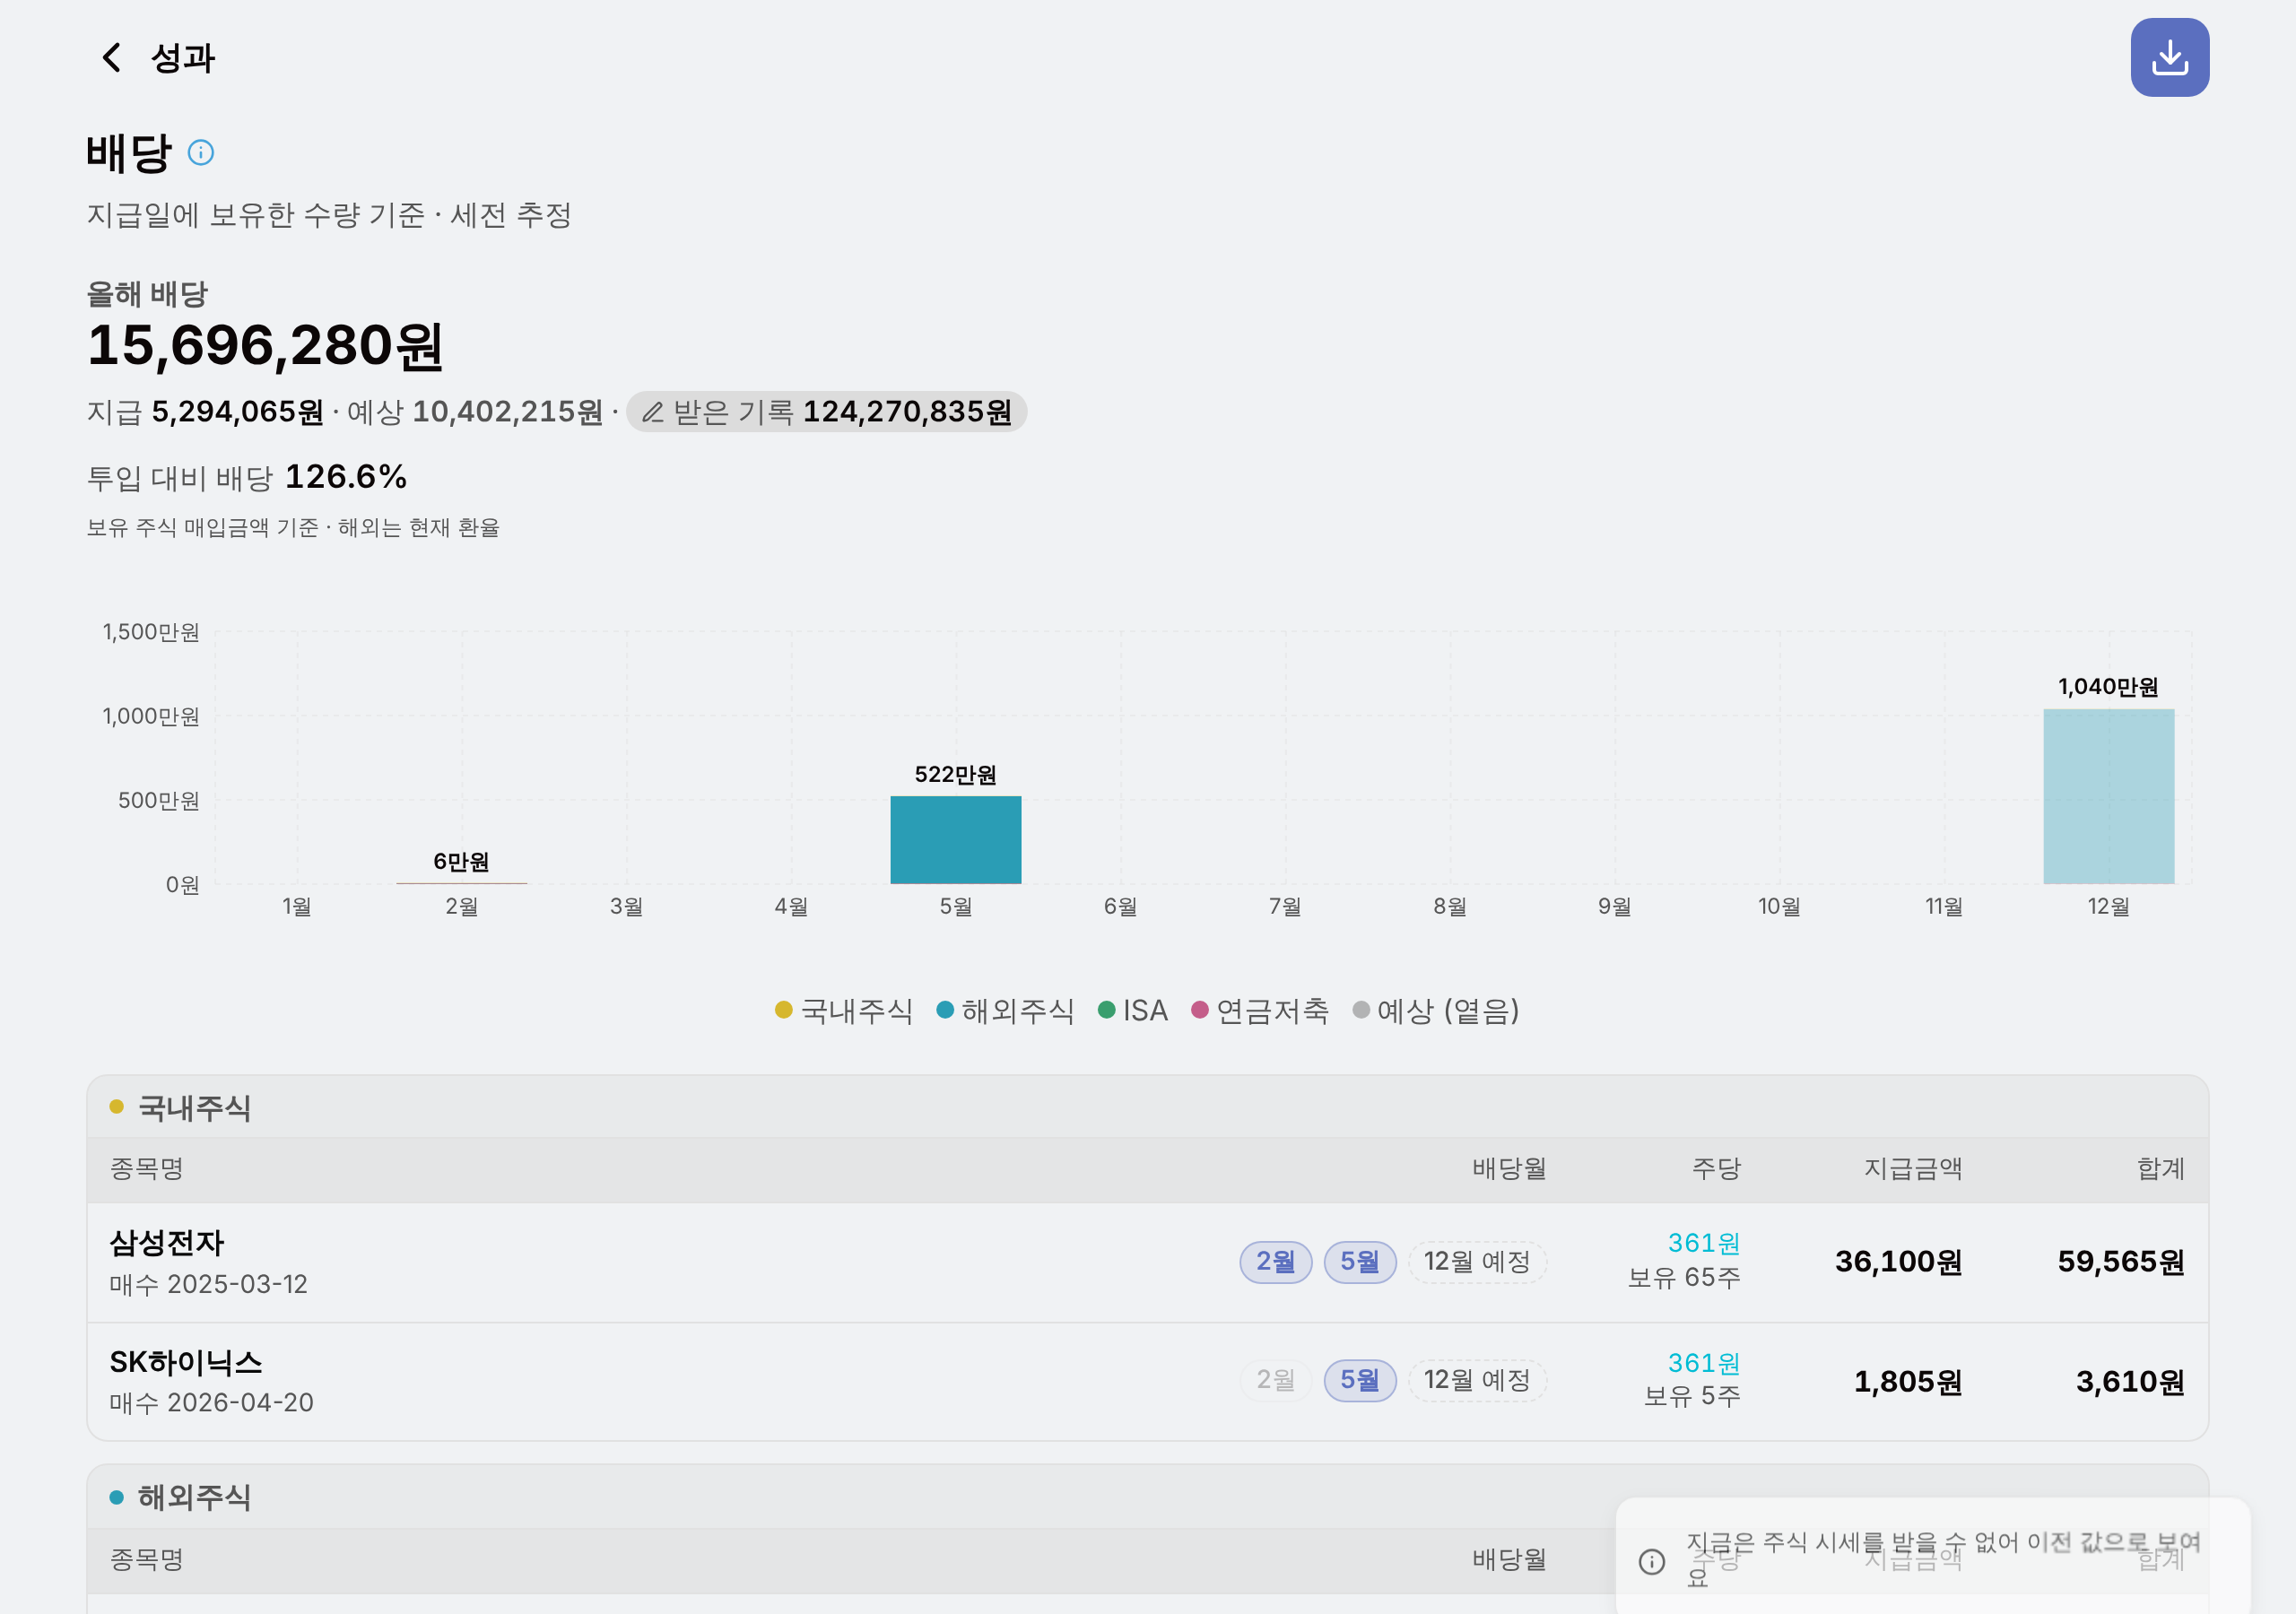 성과
배당
지급일에 보유한 수량 기준 · 세전 추정
올해 배당
15,696,280원
지급 5,294,065원 · 예상 10,402,215원 · 받은 기록 124,270,835원
투입 대비 배당 126.6%
보유 주식 매입금액 기준 · 해외는 현재 환율
1,500만원
1,000만원
500만원
0원
6만원
522만원
1,040만원
1월 2월 3월 4월 5월 6월 7월 8월 9월 10월 11월 12월
국내주식 해외주식 ISA 연금저축 예상 (옅음)
국내주식
종목명 배당월 주당 지급금액 합계
삼성전자 2월 5월 12월 예정 361원 36,100원 59,565원
매수 2025-03-12 보유 65주
SK하이닉스 2월 5월 12월 예정 361원 1,805원 3,610원
매수 2026-04-20 보유 5주
해외주식
종목명 배당월 주당 지급금액 합계
지금은 주식 시세를 받을 수 없어 이전 값으로 보여
요